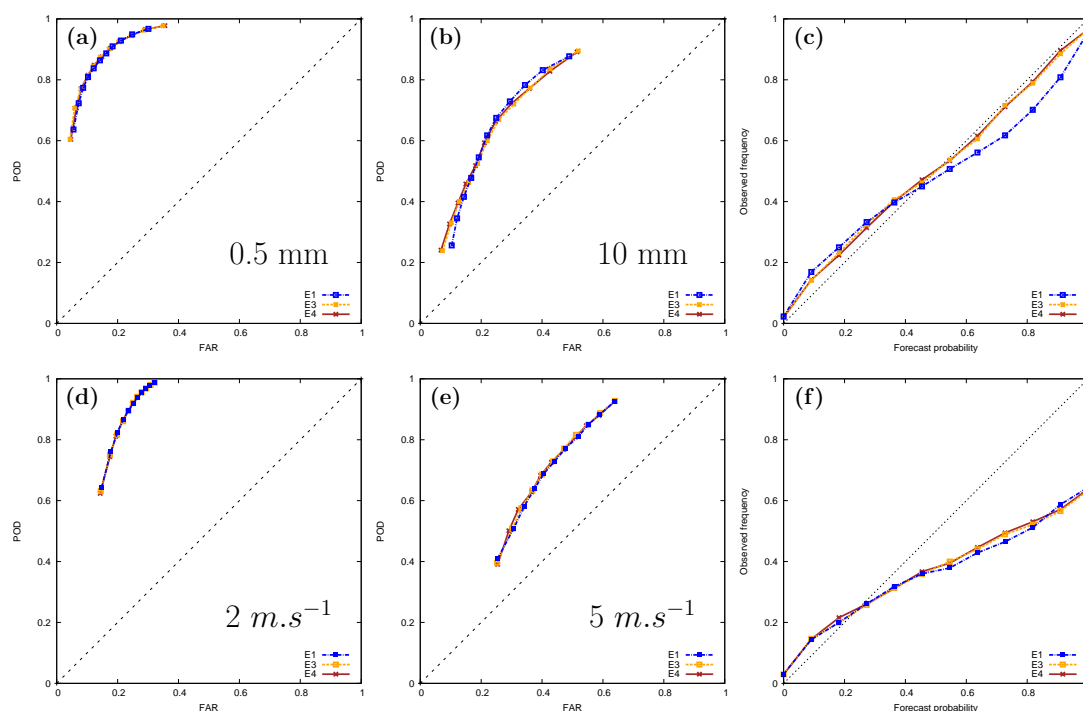 (a)
POD
1
0.8
0.6
0.4
0.2
0
0 0.2 0.4 0.6 0.8 1
FAR
0.5 mm
E1
E3
E4
(b)
POD
1
0.8
0.6
0.4
0.2
0
0 0.2 0.4 0.6 0.8 1
FAR
10 mm
E1
E3
E4
(c)
Observed frequency
1
0.8
0.6
0.4
0.2
0
0 0.2 0.4 0.6 0.8
Forecast probability
E1
E3
E4
(d)
POD
1
0.8
0.6
0.4
0.2
0
0 0.2 0.4 0.6 0.8 1
FAR
2 m.s⁻¹
E1
E3
E4
(e)
POD
1
0.8
0.6
0.4
0.2
0
0 0.2 0.4 0.6 0.8 1
FAR
5 m.s⁻¹
E1
E3
E4
(f)
Observed frequency
1
0.8
0.6
0.4
0.2
0
0 0.2 0.4 0.6 0.8
Forecast probability
E1
E3
E4